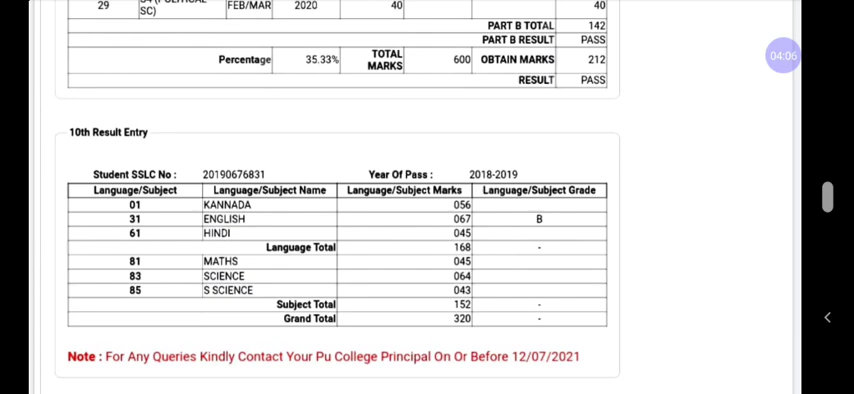 29 SC) FEB/MAR 2020 40 40
PART B TOTAL 142
PART B RESULT PASS
Percentage 35.33% TOTAL MARKS 600 OBTAIN MARKS 212
RESULT PASS
04:06
10th Result Entry
Student SSLC No : 20190676831 Year Of Pass : 2018-2019
Language/Subject Language/Subject Name Language/Subject Marks Language/Subject Grade
01 KANNADA 056
31 ENGLISH 067 B
61 HINDI 045
Language Total 168 -
81 MATHS 045
83 SCIENCE 064
85 S SCIENCE 043
Subject Total 152 -
Grand Total 320 -
Note : For Any Queries Kindly Contact Your Pu College Principal On Or Before 12/07/2021